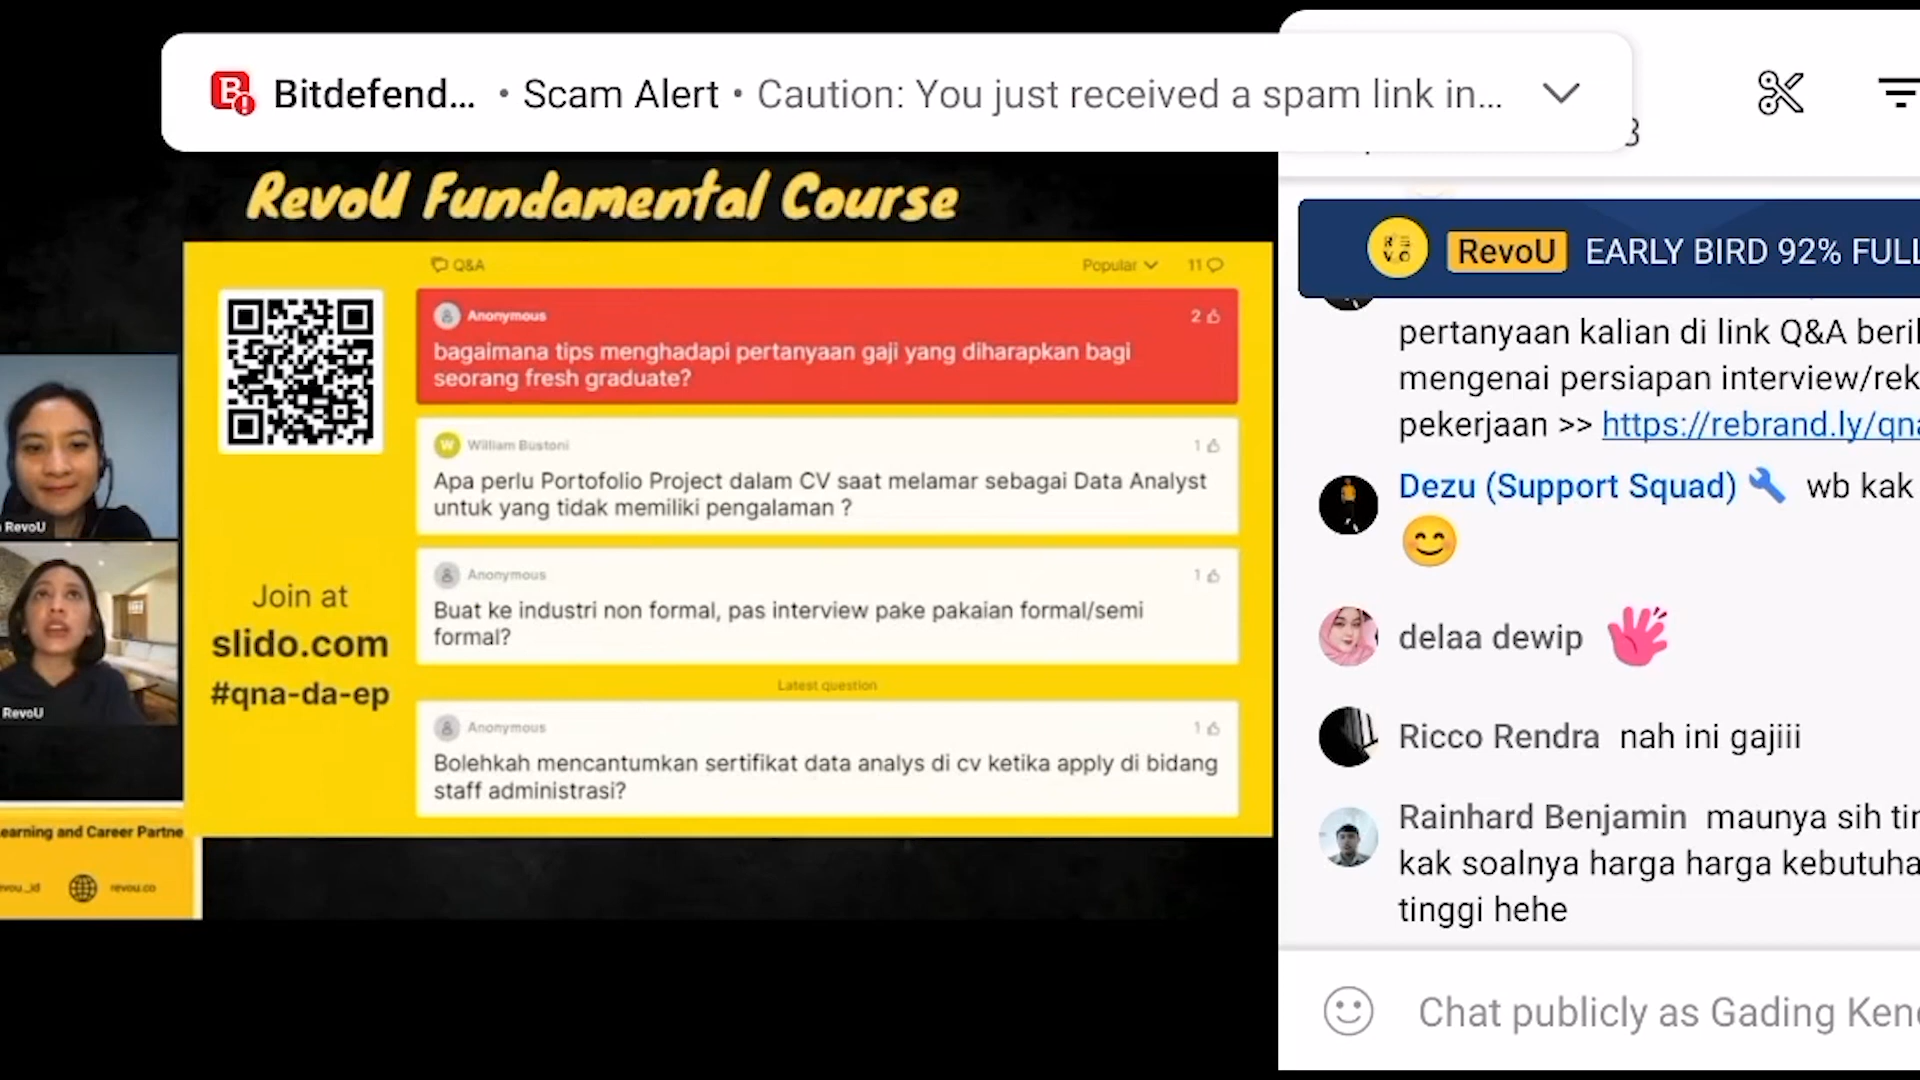 Bitdefend... • Scam Alert • Caution: You just received a spam link in...
RevoU Fundamental Course
Q&A
Popular
11
Anonymous
2
bagaimana tips menghadapi pertanyaan gaji yang diharapkan bagi
seorang fresh graduate?
William Bustoni
1
Apa perlu Portofolio Project dalam CV saat melamar sebagai Data Analyst
untuk yang tidak memiliki pengalaman ?
Anonymous
1
Buat ke industri non formal, pas interview pake pakaian formal/semi
formal?
Latest question
Anonymous
1
Bolehkah mencantumkan sertifikat data analys di cv ketika apply di bidang
staff administrasi?
Join at
slido.com
#qna-da-ep
RevoU
RevoU
earning and Career Partne
evou_id
revou.co
3
RevoU EARLY BIRD 92% FULL
pertanyaan kalian di link Q&A beri
mengenai persiapan interview/rek
pekerjaan >> https://rebrand.ly/qna
Dezu (Support Squad) wb kak
delaa dewip
Ricco Rendra nah ini gajiii
Rainhard Benjamin maunya sih tin
kak soalnya harga harga kebutuha
tinggi hehe
Chat publicly as Gading Ken